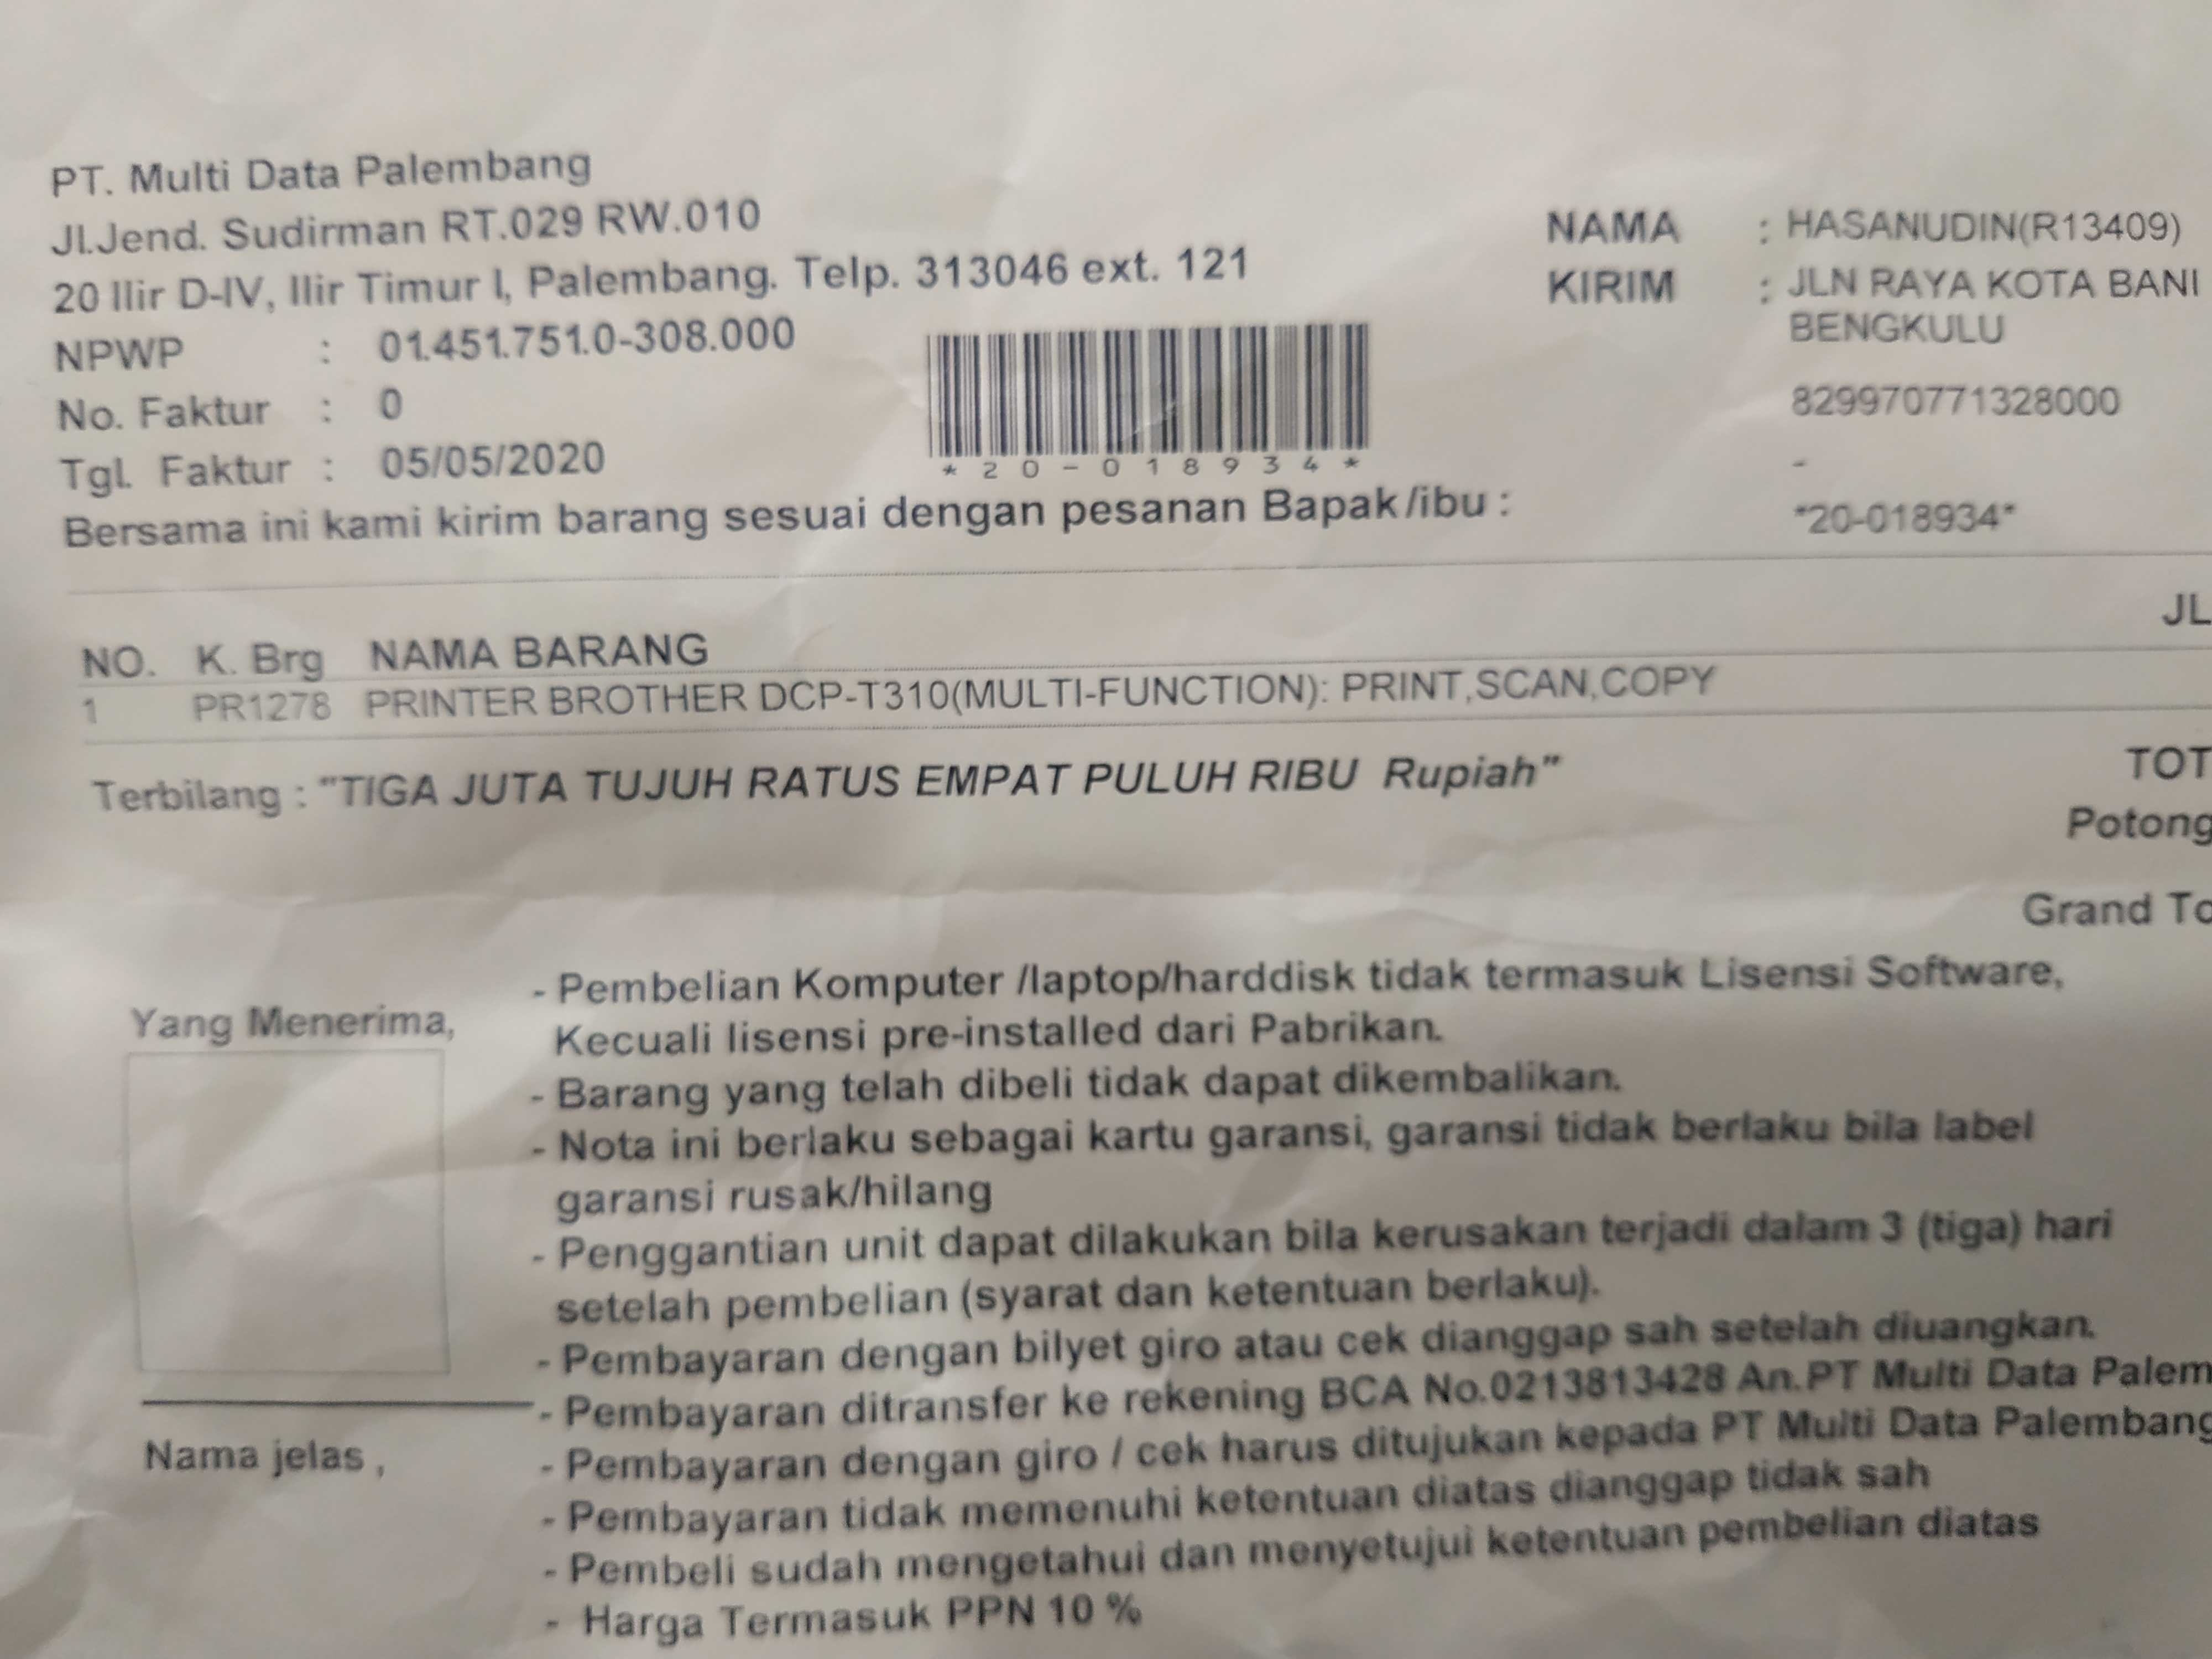 PT. Multi Data Palembang
Jl.Jend. Sudirman RT.029 RW.010
20 Ilir D-IV, Ilir Timur I, Palembang. Telp. 313046 ext. 121
NPWP : 01.451.751.0-308.000
No. Faktur : 0
Tgl. Faktur : 05/05/2020
*20-018934*
Bersama ini kami kirim barang sesuai dengan pesanan Bapak/ibu :
NAMA : HASANUDIN(R13409)
KIRIM : JLN RAYA KOTA BANI
BENGKULU
829970771328000
-
*20-018934*
JL
NO. K. Brg NAMA BARANG
1 PR1278 PRINTER BROTHER DCP-T310(MULTI-FUNCTION): PRINT,SCAN,COPY
Terbilang : "TIGA JUTA TUJUH RATUS EMPAT PULUH RIBU Rupiah"
TOT
Potong
Grand To
Yang Menerima,
Nama jelas ,
- Pembelian Komputer /laptop/harddisk tidak termasuk Lisensi Software,
Kecuali lisensi pre-installed dari Pabrikan.
- Barang yang telah dibeli tidak dapat dikembalikan.
- Nota ini berlaku sebagai kartu garansi, garansi tidak berlaku bila label
garansi rusak/hilang
- Penggantian unit dapat dilakukan bila kerusakan terjadi dalam 3 (tiga) hari
setelah pembelian (syarat dan ketentuan berlaku).
- Pembayaran dengan bilyet giro atau cek dianggap sah setelah diuangkan.
- Pembayaran ditransfer ke rekening BCA No.0213813428 An.PT Multi Data Palem
- Pembayaran dengan giro / cek harus ditujukan kepada PT Multi Data Palembang
- Pembayaran tidak memenuhi ketentuan diatas dianggap tidak sah
- Pembeli sudah mengetahui dan menyetujui ketentuan pembelian diatas
- Harga Termasuk PPN 10 %